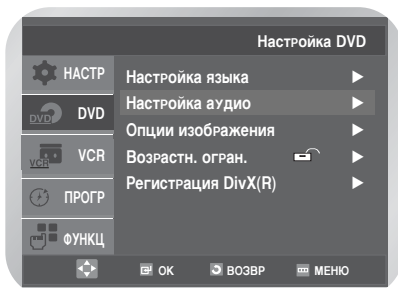 Настройка DVD
НАСТР
Настройка языка
DVD DVD
Настройка аудио
Опции изображения
VCR VCR
Возрастн. огран.
Регистрация DivX(R)
ПРОГР
ФУНКЦ
ОК ВОЗВР МЕНЮ